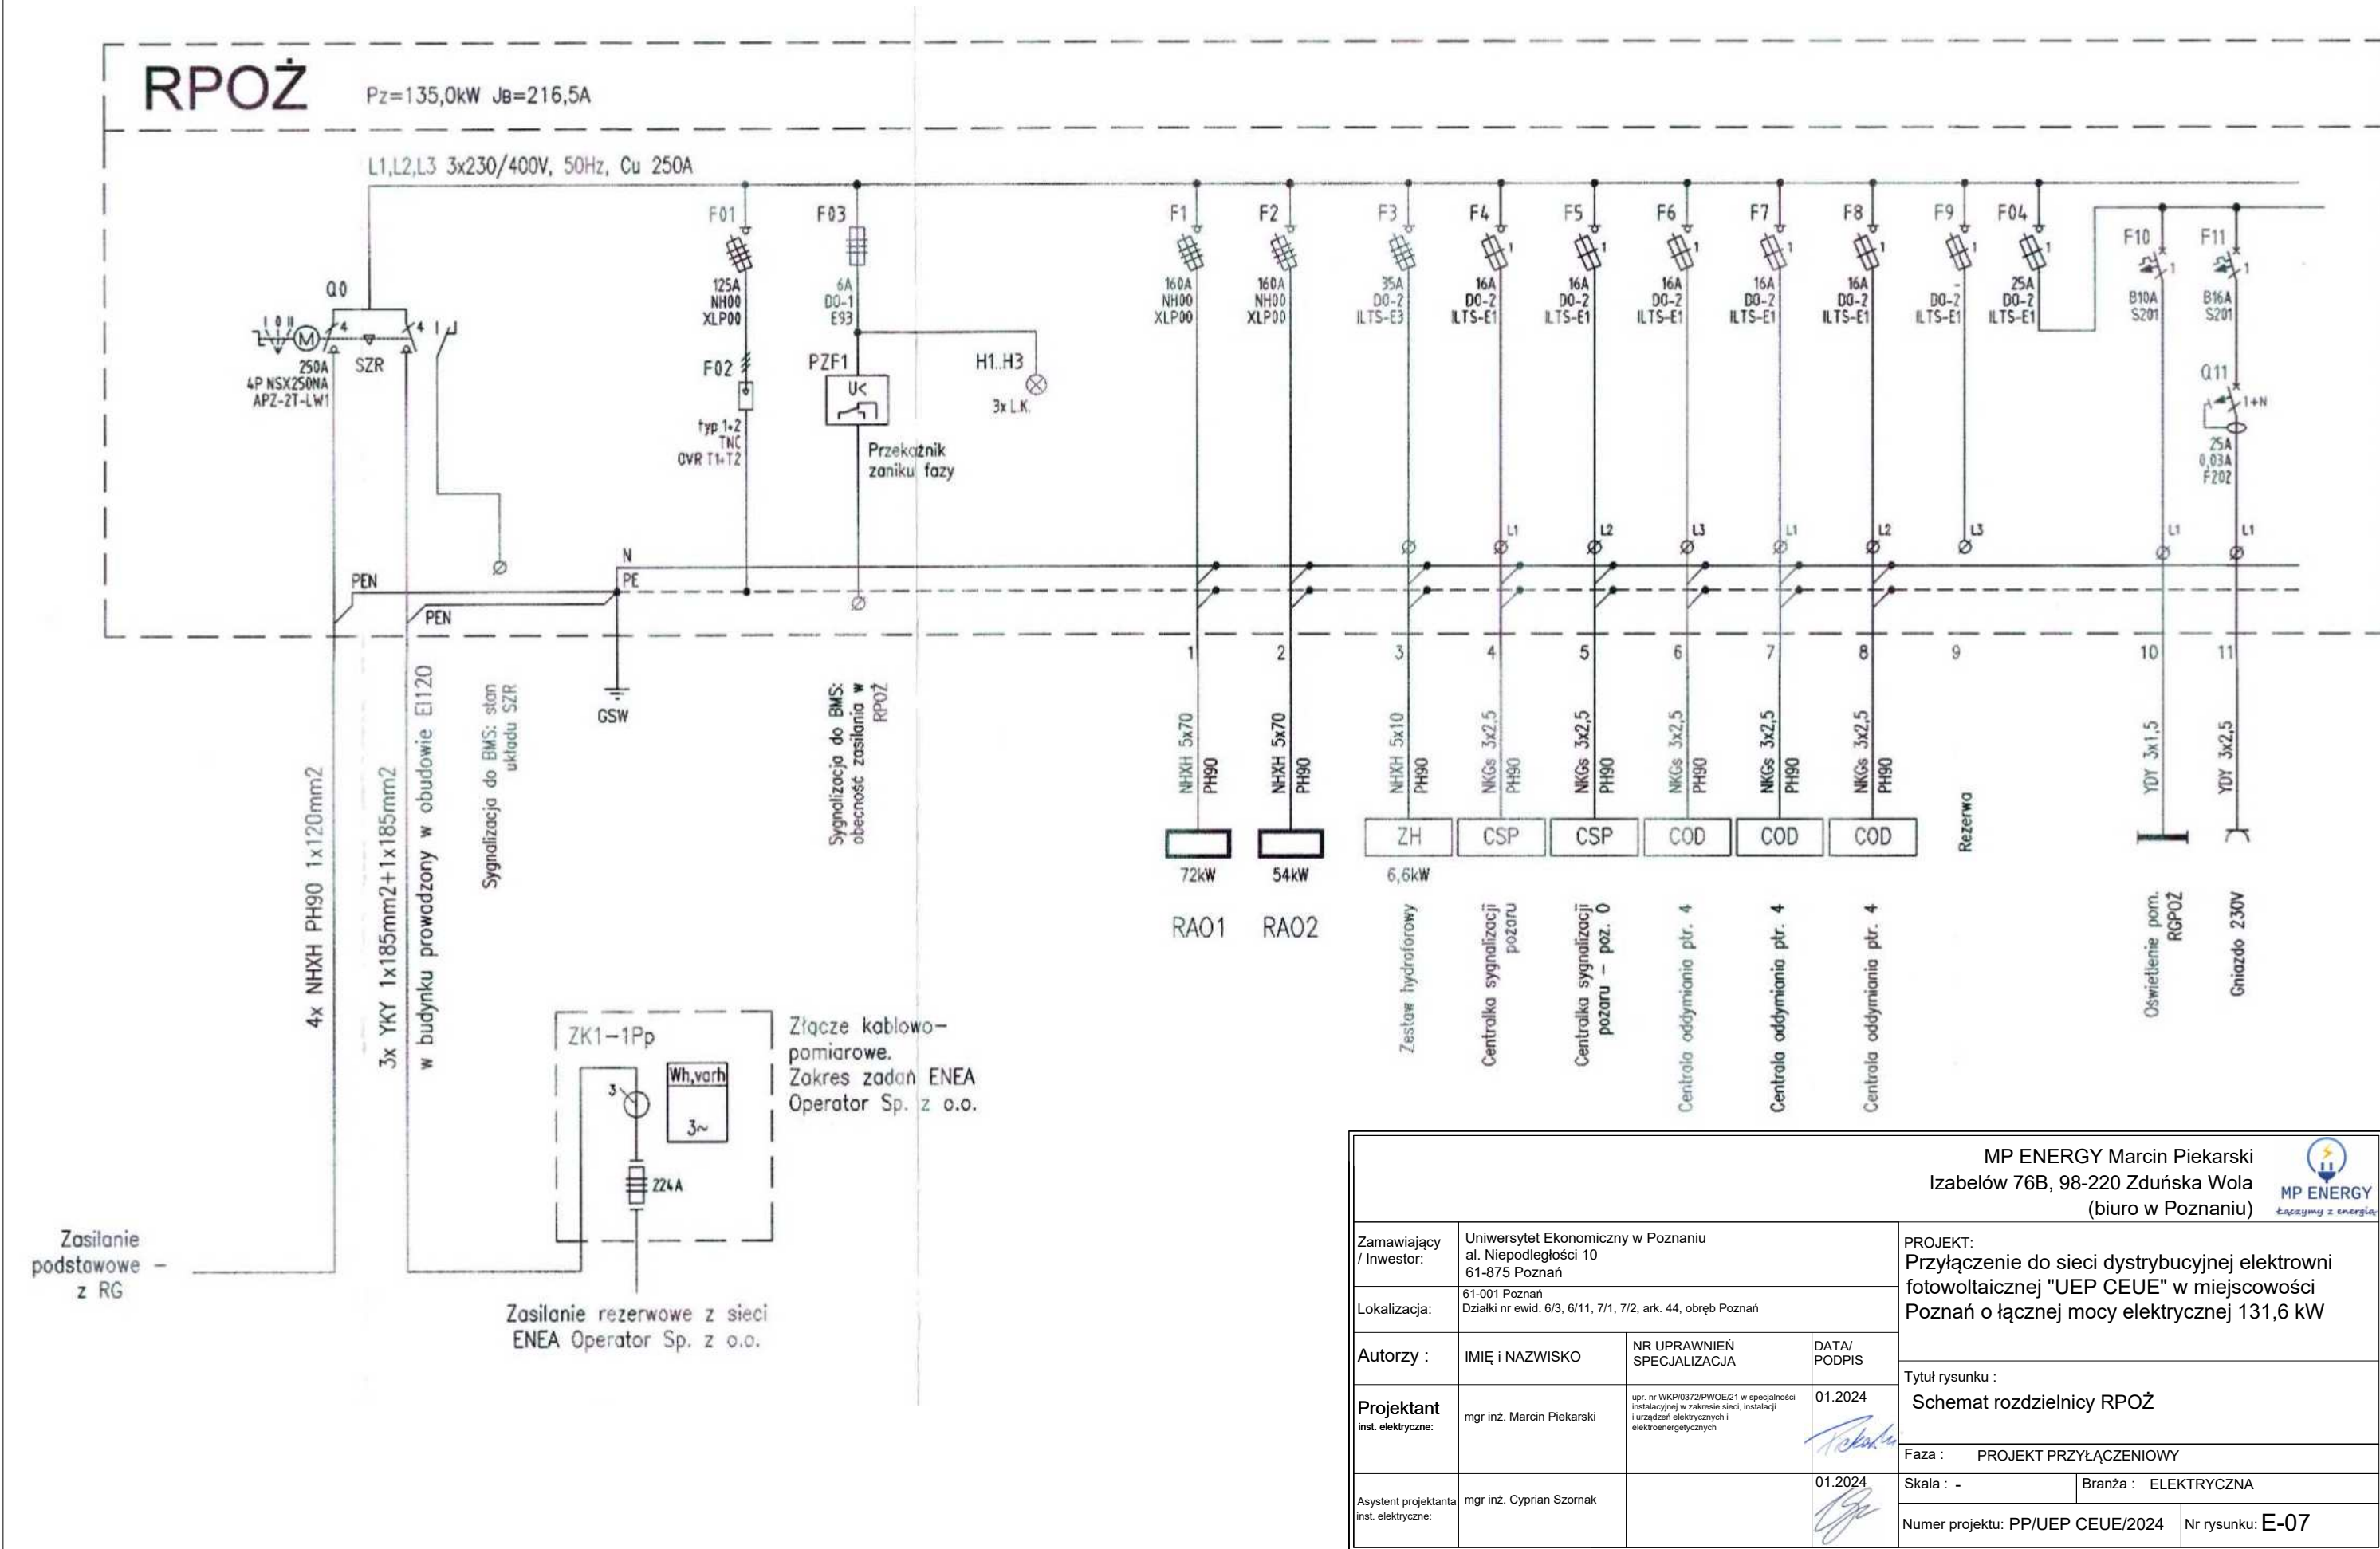 RPOŻ
Pz=135,0kW JB=216,5A
L1,L2,L3 3x230/400V, 50Hz, Cu 250A
Q0
I 0 II
M
4
4
SZR
250A
4P NSX250NA
APZ-2T-LW1
F01
125A
NH00
XLP00
F02
typ 1+2
TNC
OVR T1+T2
F03
6A
D0-1
E93
PZF1
U<
Przekaźnik
zaniku fazy
H1..H3
3x L.K.
F1
160A
NH00
XLP00
F2
160A
NH00
XLP00
F3
35A
D0-2
ILTS-E3
F4
1
16A
D0-2
ILTS-E1
F5
1
16A
D0-2
ILTS-E1
F6
1
16A
D0-2
ILTS-E1
F7
1
16A
D0-2
ILTS-E1
F8
1
16A
D0-2
ILTS-E1
F9
1
-
D0-2
ILTS-E1
F04
1
25A
D0-2
ILTS-E1
F10
1
B10A
S201
F11
1
B16A
S201
Q11
1+N
25A
0,03A
F202
L1
L2
L3
L1
L2
L3
L1
L1
N
PE
PEN
PEN
GSW
4x NHXH PH90 1x120mm2
3x YKY 1x185mm2+1x185mm2
w budynku prowadzony w obudowie EI120
Sygnalizacja do BMS: stan
układu SZR
Sygnalizacja do BMS:
obecność zasilania w
RPOŻ
1
2
3
4
5
6
7
8
9
10
11
NHXH 5x70
PH90
NHXH 5x70
PH90
NHXH 5x10
PH90
NKGs 3x2,5
PH90
NKGs 3x2,5
PH90
NKGs 3x2,5
PH90
NKGs 3x2,5
PH90
NKGs 3x2,5
PH90
Rezerwa
YDY 3x1,5
YDY 3x2,5
ZH
CSP
CSP
COD
COD
COD
72kW
54kW
6,6kW
RAO1
RAO2
Zestaw hydroforowy
Centralka sygnalizacji
pożaru
Centralka sygnalizacji
pożaru – poz. 0
Centrala oddymiania ptr. 4
Centrala oddymiania ptr. 4
Centrala oddymiania ptr. 4
Oświetlenie pom.
RGPOŻ
Gniazdo 230V
ZK1-1Pp
Wh,varh
3~
3
224A
Złącze kablowo-
pomiarowe.
Zakres zadań ENEA
Operator Sp. z o.o.
Zasilanie
podstawowe –
z RG
Zasilanie rezerwowe z sieci
ENEA Operator Sp. z o.o.
MP ENERGY Marcin Piekarski
Izabelów 76B, 98-220 Zduńska Wola
(biuro w Poznaniu)
MP ENERGY
Łączymy z energią
Zamawiający
/ Inwestor:
Uniwersytet Ekonomiczny w Poznaniu
al. Niepodległości 10
61-875 Poznań
Lokalizacja:
61-001 Poznań
Działki nr ewid. 6/3, 6/11, 7/1, 7/2, ark. 44, obręb Poznań
PROJEKT:
Przyłączenie do sieci dystrybucyjnej elektrowni
fotowoltaicznej "UEP CEUE" w miejscowości
Poznań o łącznej mocy elektrycznej 131,6 kW
Autorzy :
IMIĘ i NAZWISKO
NR UPRAWNIEŃ
SPECJALIZACJA
DATA/
PODPIS
Projektant
inst. elektryczne:
mgr inż. Marcin Piekarski
upr. nr WKP/0372/PWOE/21 w specjalności
instalacyjnej w zakresie sieci, instalacji
i urządzeń elektrycznych i
elektroenergetycznych
01.2024
Tytuł rysunku :
Schemat rozdzielnicy RPOŻ
Faza : PROJEKT PRZYŁĄCZENIOWY
Asystent projektanta
inst. elektryczne:
mgr inż. Cyprian Szornak
01.2024
Skala : -
Branża : ELEKTRYCZNA
Numer projektu: PP/UEP CEUE/2024
Nr rysunku: E-07